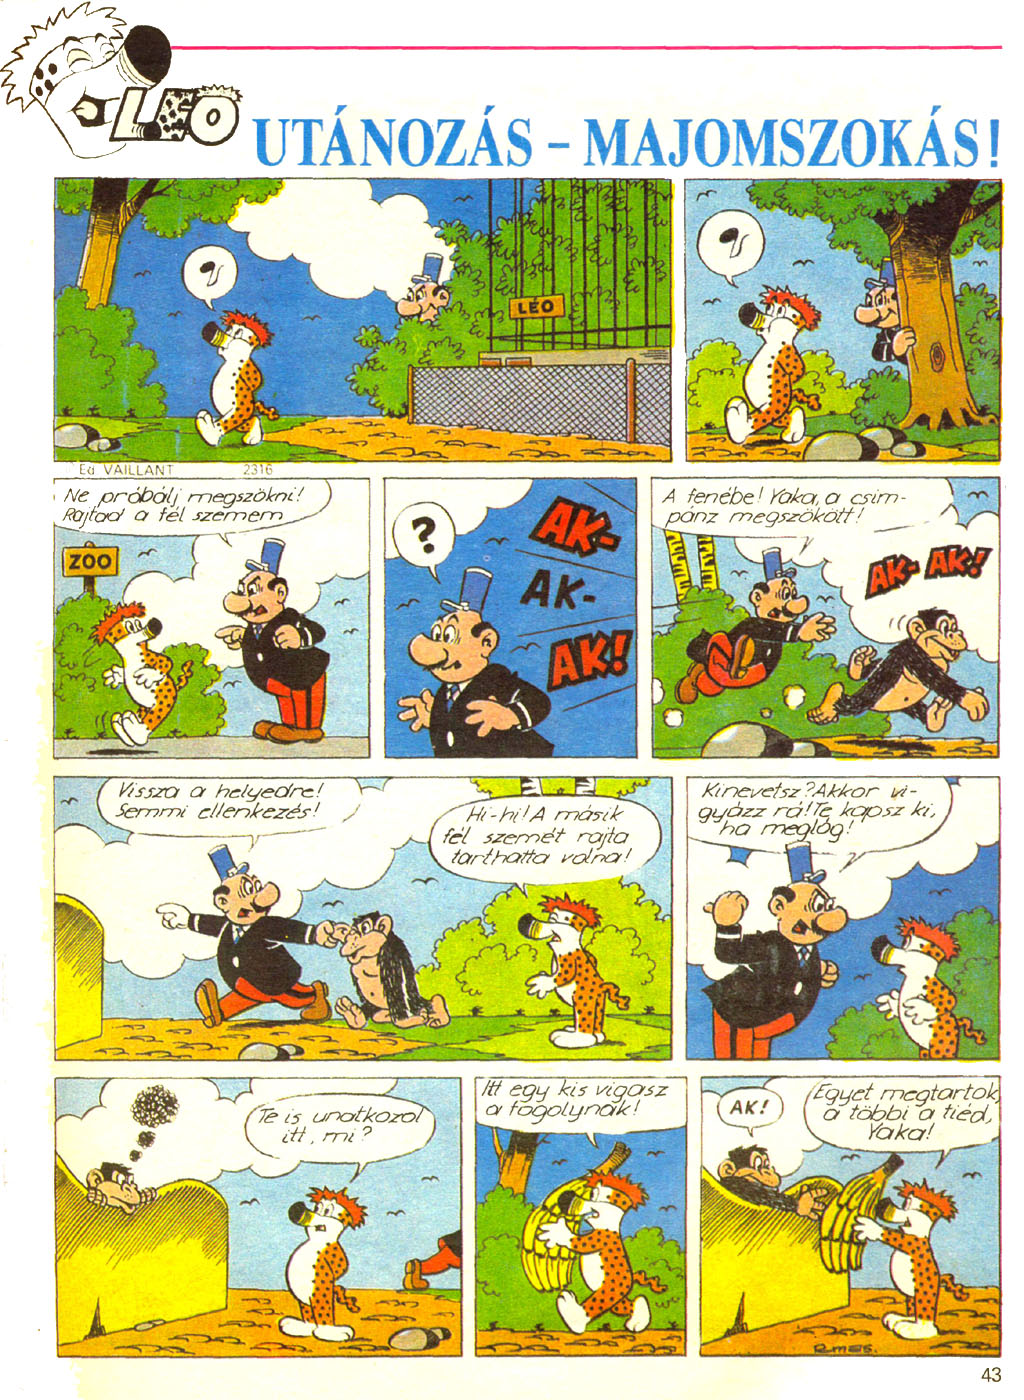 LEO
UTÁNOZÁS – MAJOMSZOKÁS!
LEO
Ed VAILLANT 2316
Ne próbálj megszökni!
Rajtad a fél szemem
ZOO
?
AK-
AK-
AK!
A fenébe! Yaka, a csim-
pánz megszökött!
AK- AK!
Vissza a helyedre!
Semmi ellenkezés!
Hi-hi! A másik
fél szemét rajta
tarthatta volna!
Kinevetsz? Akkor vi-
gyázz rá! Te kapsz ki,
ha meglóg!
Te is unatkozol
itt, mi?
Itt egy kis vigasz
a fogolynak!
AK!
Egyet megtartok,
a többi a tiéd,
Yaka!
R. mas.
43